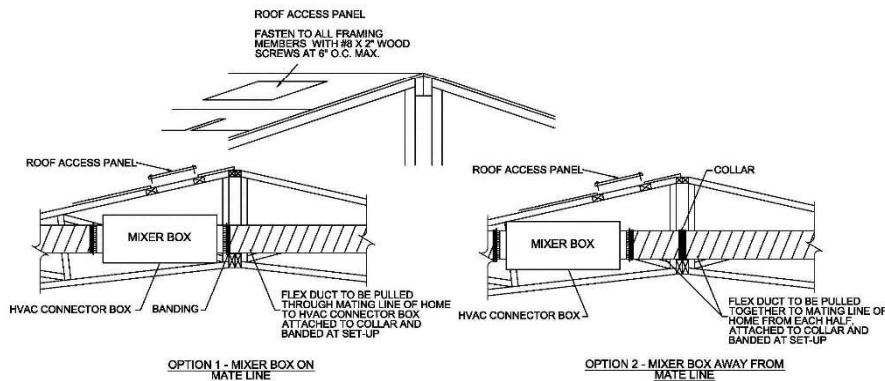 ROOF ACCESS PANEL
FASTEN TO ALL FRAMING
MEMBERS WITH #8 X 2" WOOD
SCREWS AT 6" O.C. MAX.
ROOF ACCESS PANEL
MIXER BOX
HVAC CONNECTOR BOX
BANDING
FLEX DUCT TO BE PULLED
THROUGH MATING LINE OF HOME
TO HVAC CONNECTOR BOX
ATTACHED TO COLLAR AND
BANDED AT SET-UP
OPTION 1 - MIXER BOX ON
MATE LINE
ROOF ACCESS PANEL
COLLAR
MIXER BOX
HVAC CONNECTOR BOX
FLEX DUCT TO BE PULLED
TOGETHER TO MATING LINE OF
HOME FROM EACH HALF,
ATTACHED TO COLLAR AND
BANDED AT SET-UP
OPTION 2 - MIXER BOX AWAY FROM
MATE LINE